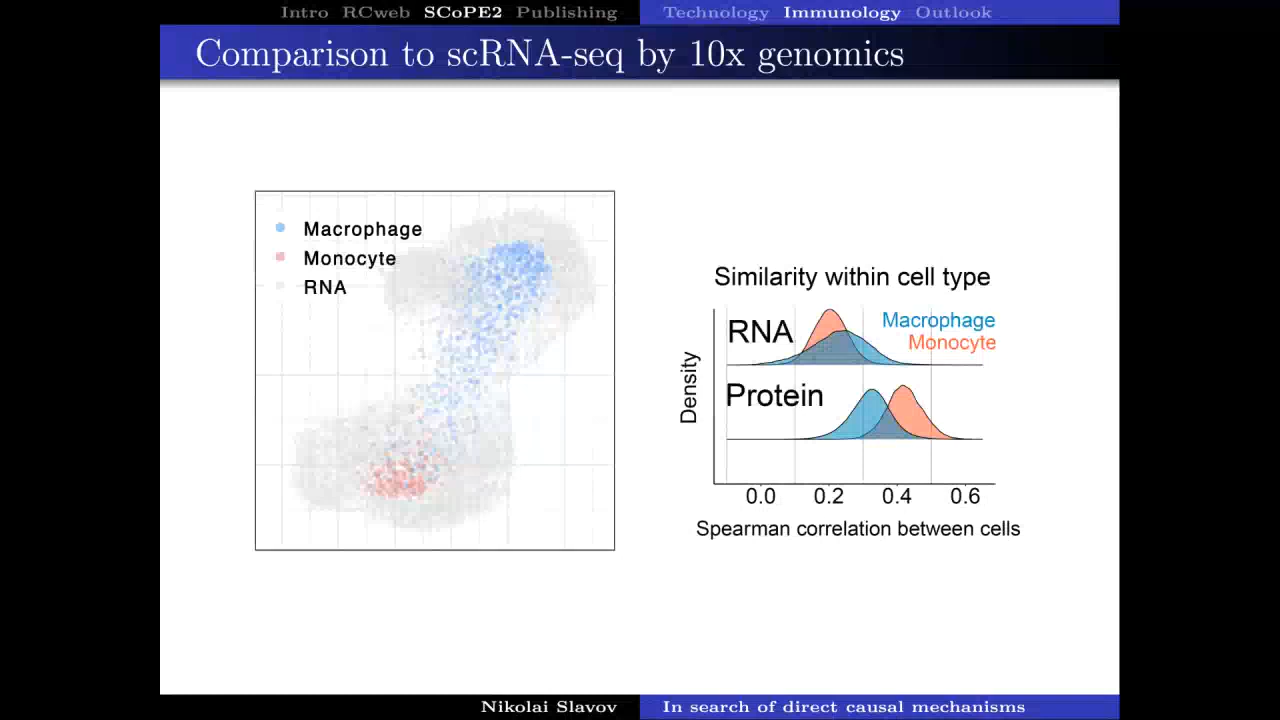 Intro RCweb SCoPE2 Publishing Technology Immunology Outlook
Comparison to scRNA-seq by 10x genomics
Macrophage
Monocyte
RNA
Similarity within cell type
RNA
Macrophage
Monocyte
Protein
Density
0.0 0.2 0.4 0.6
Spearman correlation between cells
Nikolai Slavov In search of direct causal mechanisms